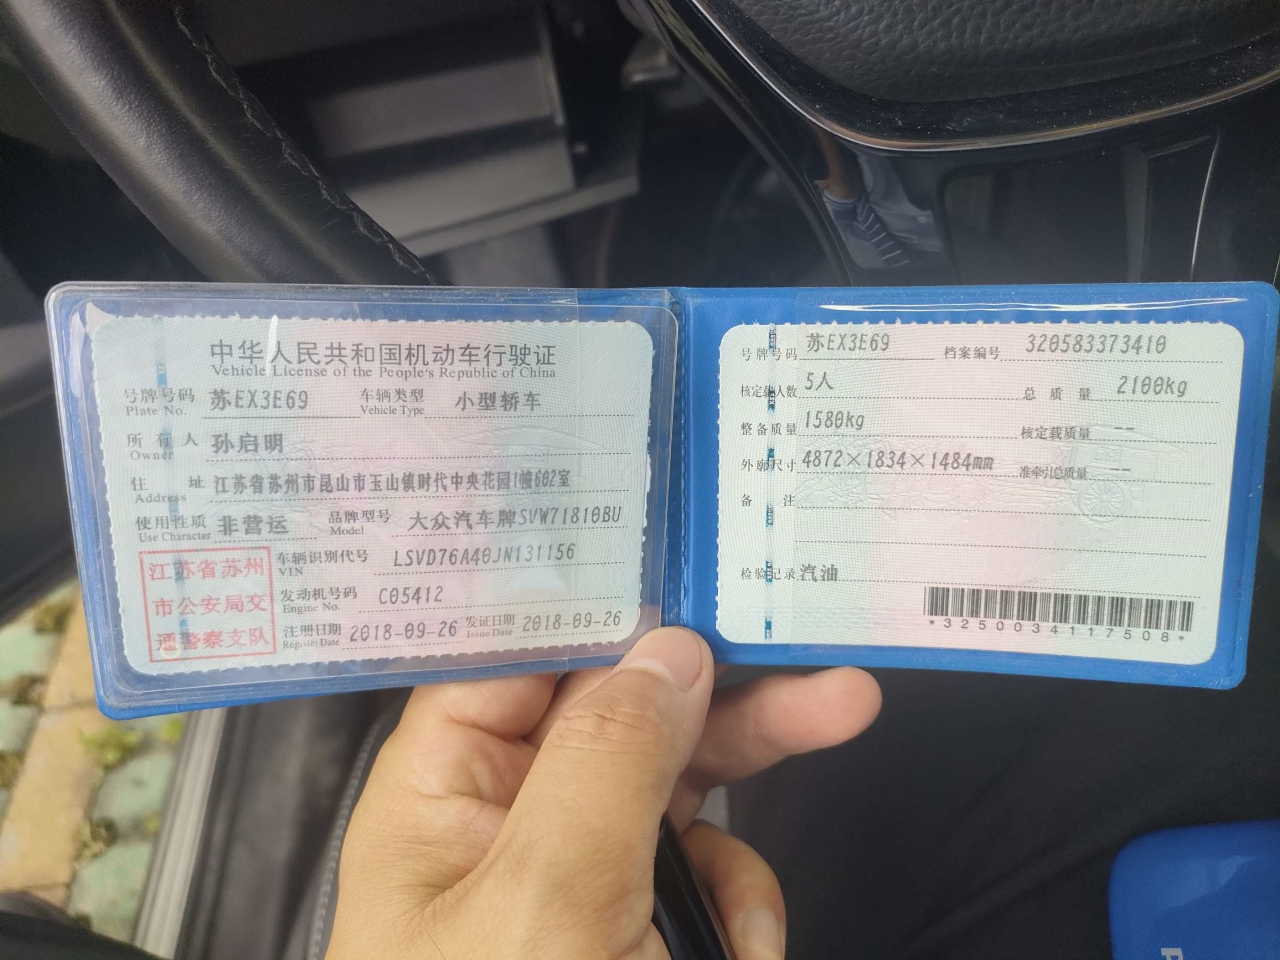 中华人民共和国机动车行驶证
Vehicle License of the People's Republic of China
号牌号码 苏EX3E69 车辆类型 小型轿车
Plate No. Vehicle Type
所有人 孙启明
Owner
住址 江苏省苏州市昆山市玉山镇时代中央花园1幢602室
Address
使用性质 非营运 品牌型号 大众汽车牌SVW71810BU
Use Character Model
江苏省苏州
市公安局交
通警察支队
车辆识别代号 LSVD76A40JN131156
VIN
发动机号码 C05412
Engine No.
注册日期 2018-09-26 发证日期 2018-09-26
Register Date Issue Date
号牌号码 苏EX3E69 档案编号 320583373410
核定载人数 5人 总质量 2100kg
整备质量 1580kg 核定载质量 --
外廓尺寸 4872×1834×1484mm 准牵引总质量 --
备注
检验记录 汽油
*3250034117508*